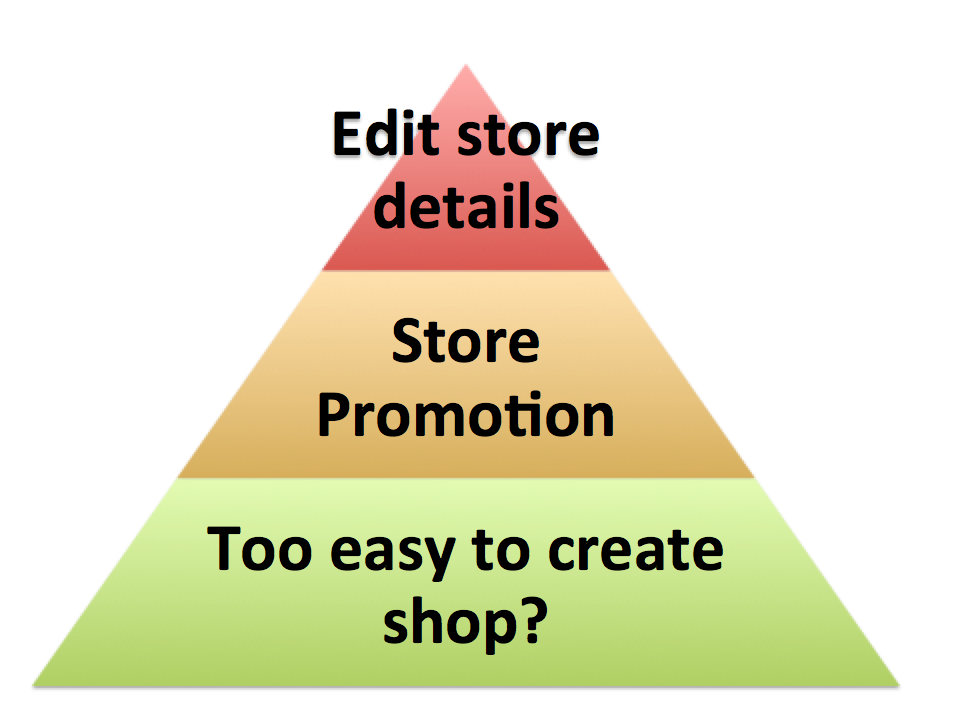 Edit store
details
Store
Promotion
Too easy to create
shop?